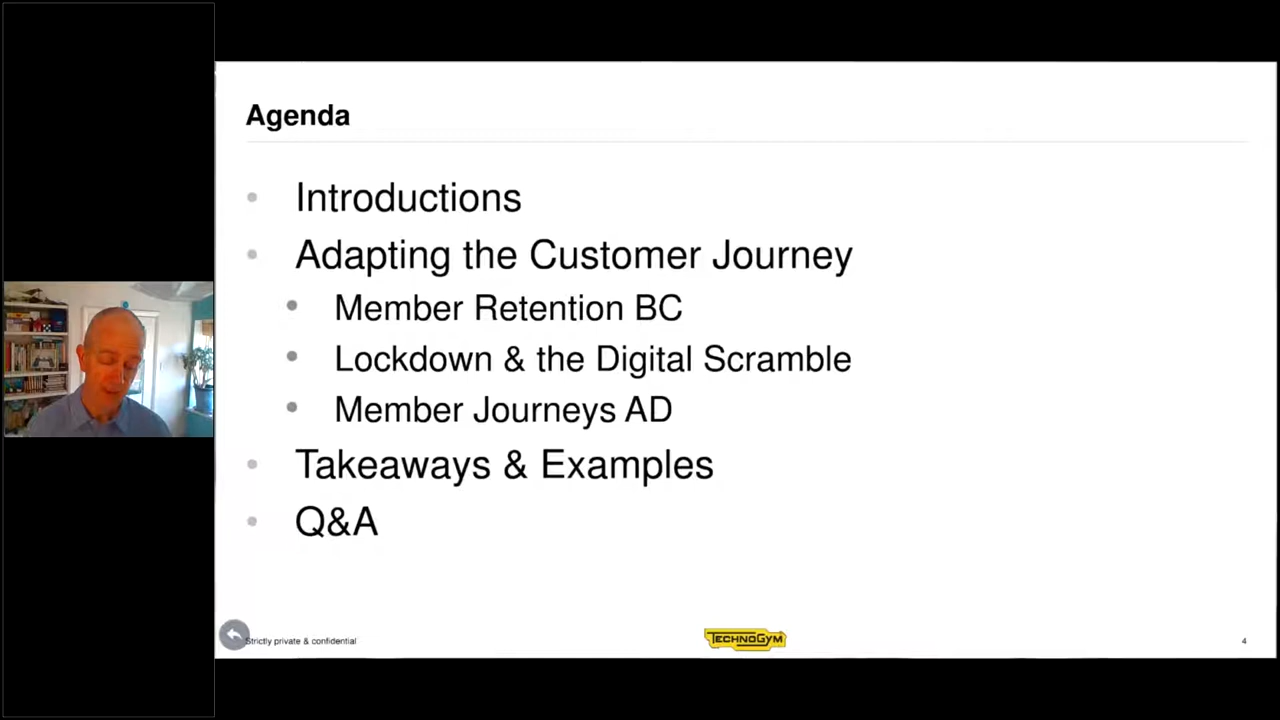 Agenda
Introductions
Adapting the Customer Journey
Member Retention BC
Lockdown & the Digital Scramble
Member Journeys AD
Takeaways & Examples
Q&A
Strictly private & confidential
TECHNOGYM
4